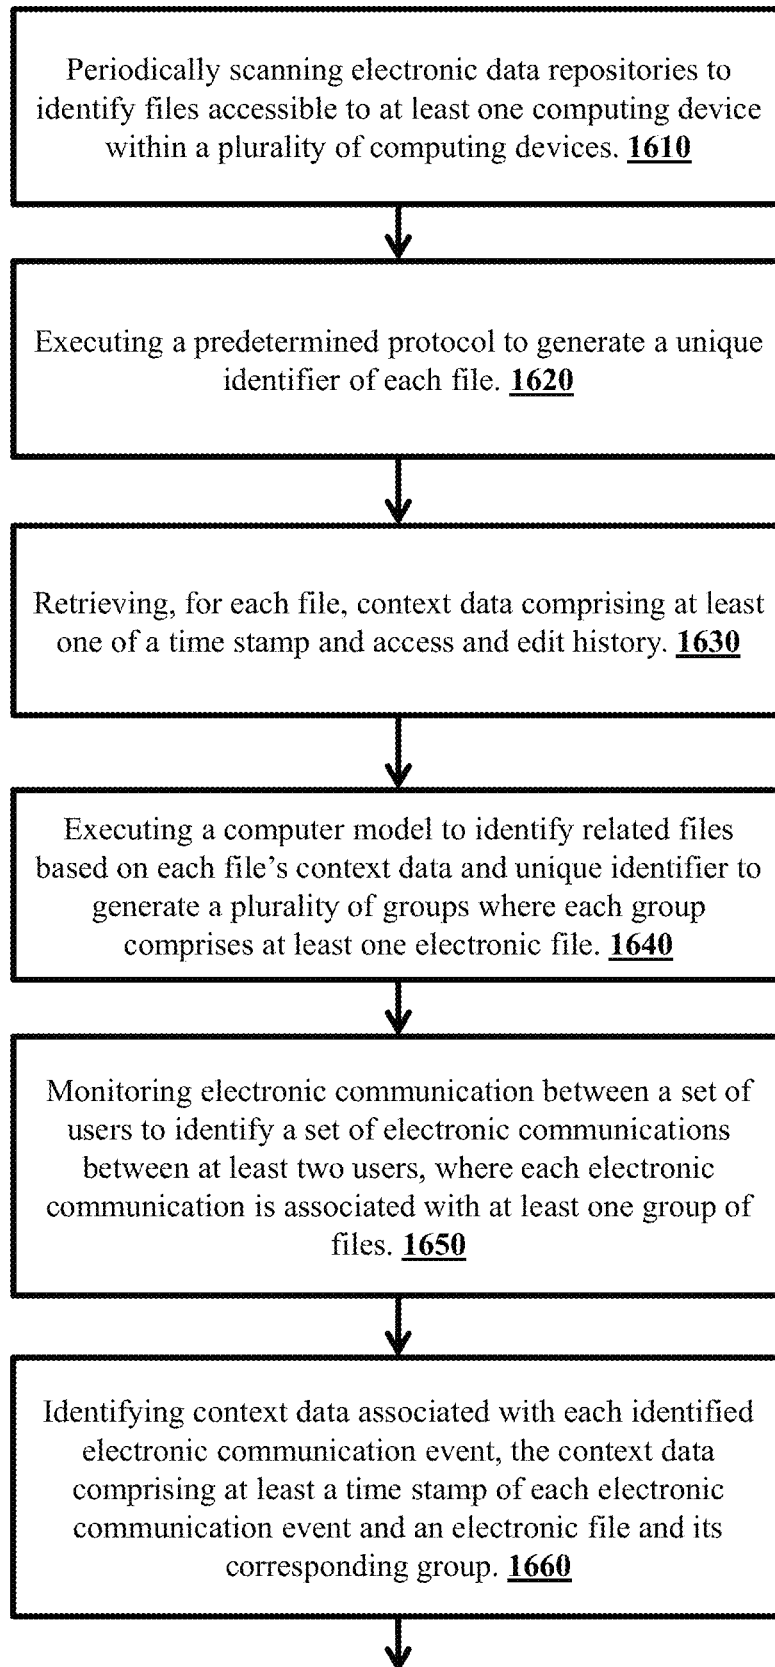 Periodically scanning electronic data repositories to
identify files accessible to at least one computing device
within a plurality of computing devices. 1610
Executing a predetermined protocol to generate a unique
identifier of each file. 1620
Retrieving, for each file, context data comprising at least
one of a time stamp and access and edit history. 1630
Executing a computer model to identify related files
based on each file’s context data and unique identifier to
generate a plurality of groups where each group
comprises at least one electronic file. 1640
Monitoring electronic communication between a set of
users to identify a set of electronic communications
between at least two users, where each electronic
communication is associated with at least one group of
files. 1650
Identifying context data associated with each identified
electronic communication event, the context data
comprising at least a time stamp of each electronic
communication event and an electronic file and its
corresponding group. 1660